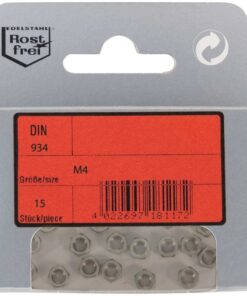 EDELSTAHL
Rost
frei
DIN
934
M4
Größe/size
15
Stück/piece
4 022697 181172